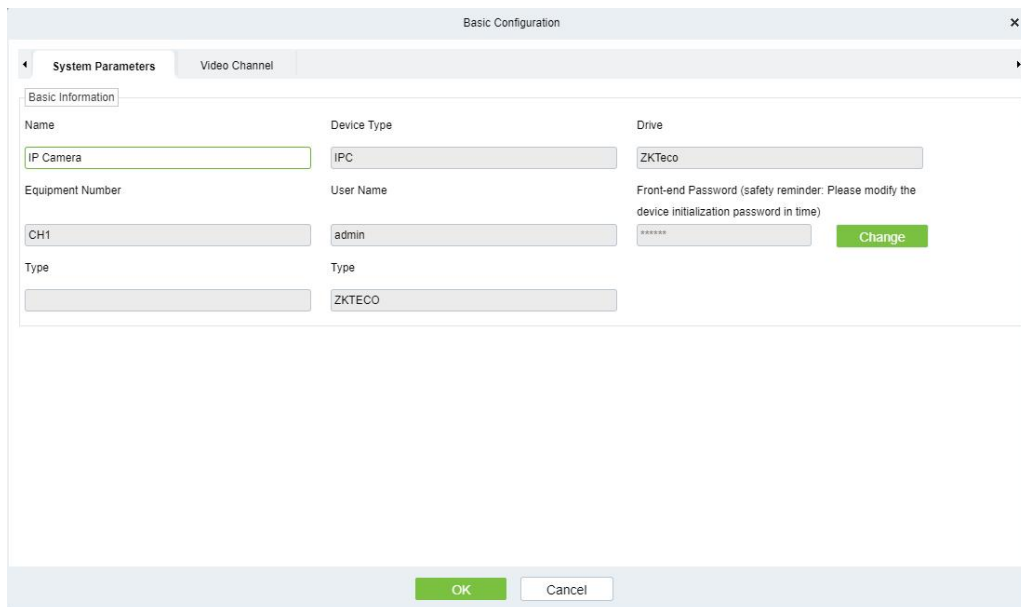 Basic Configuration
System Parameters
Video Channel
Basic Information
Name
Device Type
Drive
IP Camera
IPC
ZKTeco
Equipment Number
User Name
Front-end Password (safety reminder: Please modify the
device initialization password in time)
CH1
admin
******
Change
Type
Type
ZKTECO
OK
Cancel